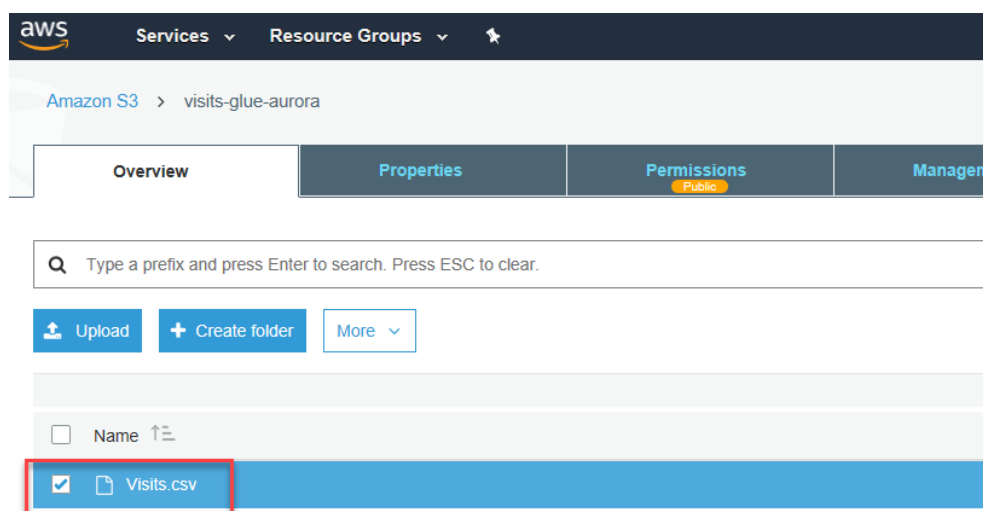 aws Services Resource Groups
Amazon S3 > visits-glue-aurora
Overview Properties Permissions Managem
Public
Type a prefix and press Enter to search. Press ESC to clear.
Upload + Create folder More
Name
Visits.csv